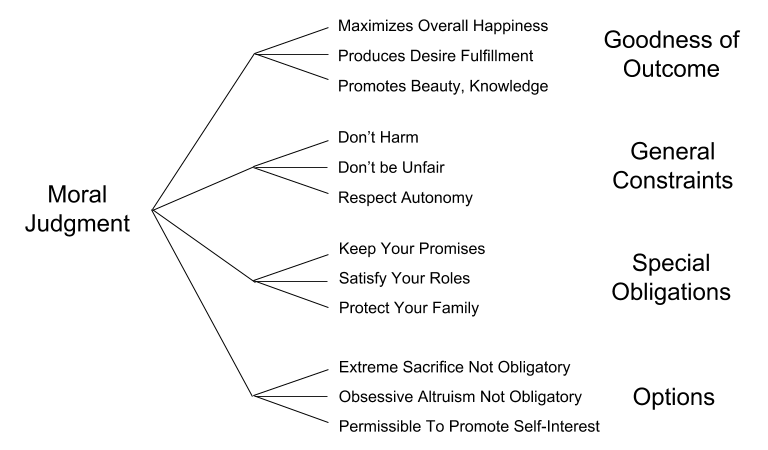 Moral
Judgment
Maximizes Overall Happiness
Produces Desire Fulfillment
Promotes Beauty, Knowledge
Goodness of
Outcome
Don't Harm
Don't be Unfair
Respect Autonomy
General
Constraints
Keep Your Promises
Satisfy Your Roles
Protect Your Family
Special
Obligations
Extreme Sacrifice Not Obligatory
Obsessive Altruism Not Obligatory
Permissible To Promote Self-Interest
Options